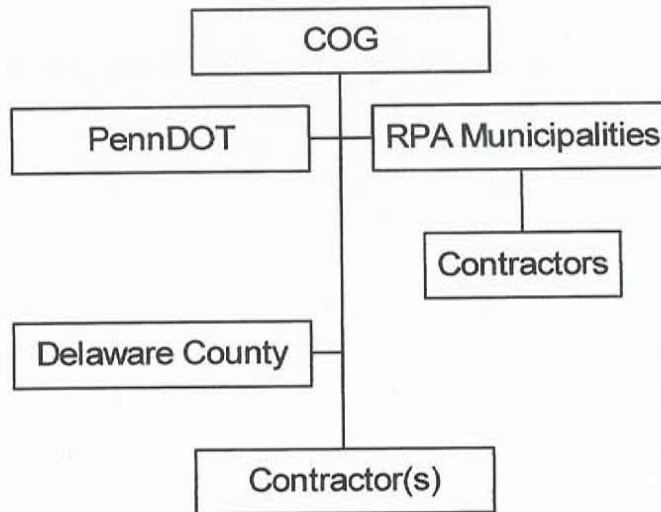 COG
PennDOT
RPA Municipalities
Contractors
Delaware County
Contractor(s)